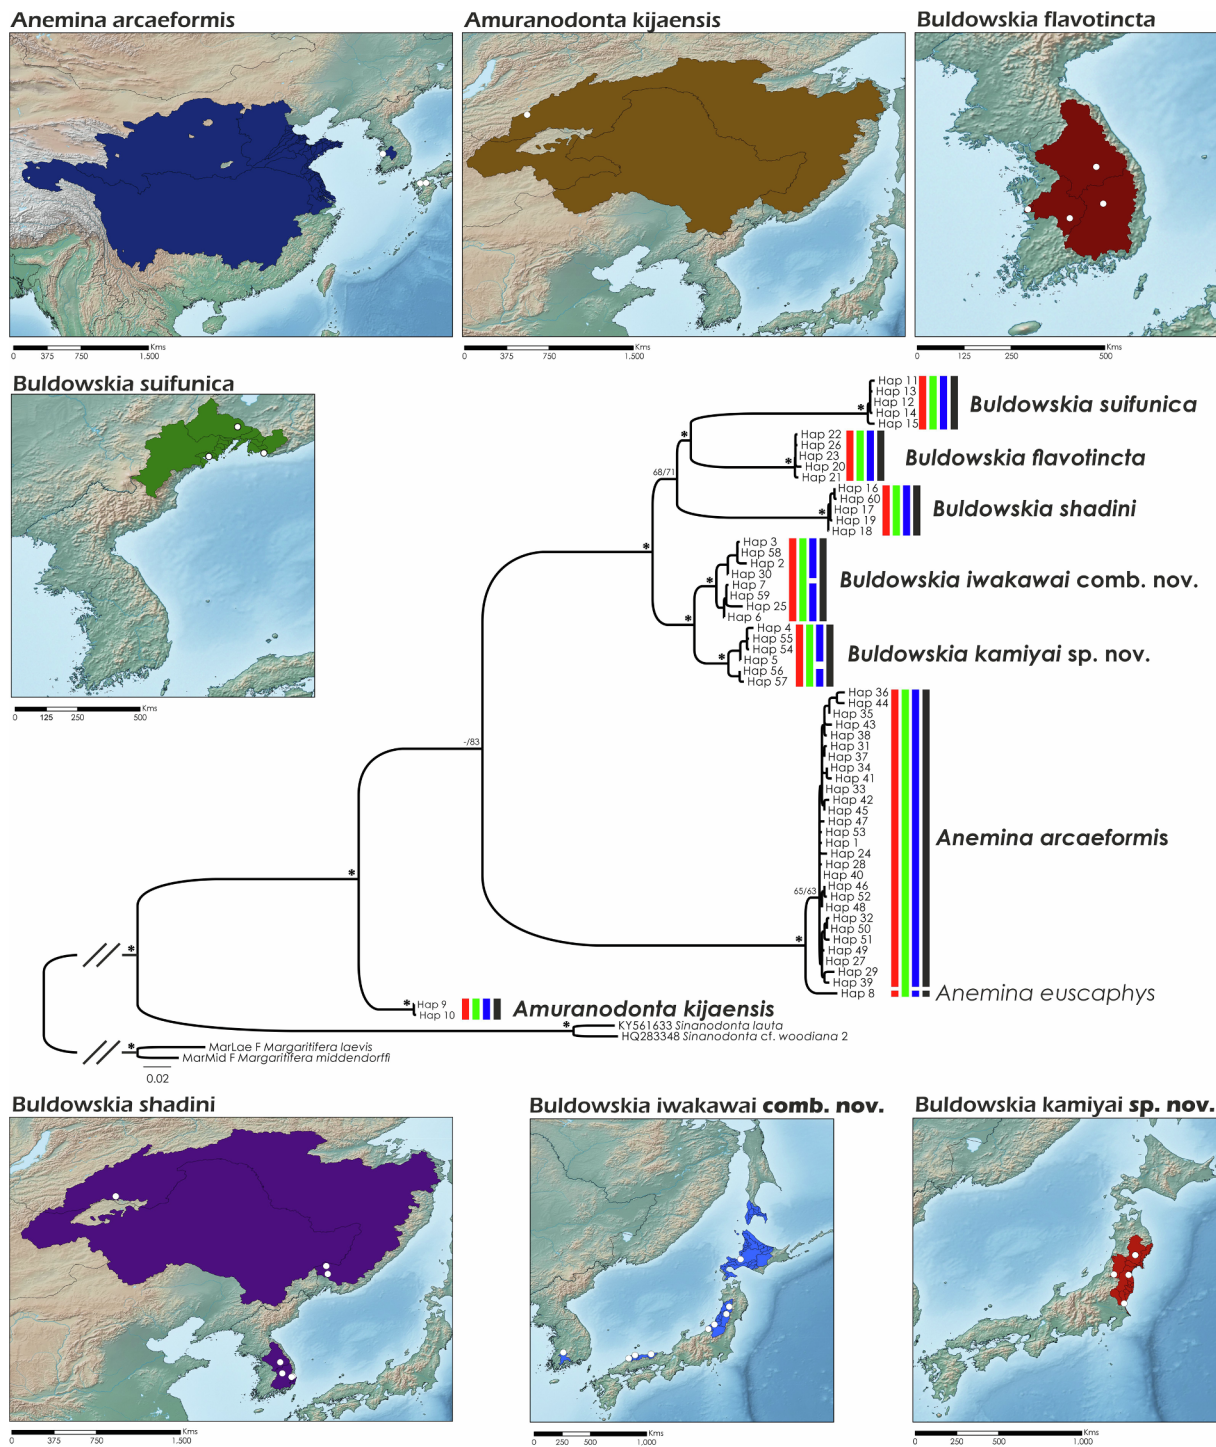 Anemina arcaeformis
Amuranodonta kijaensis
Buldowskia flavotincta
Kms
0 375 750 1,500
Kms
0 375 750 1,500
Kms
0 125 250 500
Buldowskia suifunica
Kms
0 125 250 500
Hap 11
Hap 13
Hap 12
Hap 14
Hap 15
* Buldowskia suifunica
*
Hap 22
Hap 26
Hap 23
Hap 20
Hap 21
* Buldowskia flavotincta
68/71
Hap 16
Hap 60
Hap 17
Hap 19
Hap 18
* Buldowskia shadini
*
Hap 3
Hap 58
Hap 2
Hap 30
Hap 7
Hap 59
Hap 25
Hap 6
* Buldowskia iwakawai comb. nov.
*
Hap 4
Hap 55
Hap 54
Hap 5
Hap 56
Hap 57
* Buldowskia kamiyai sp. nov.
-/83
Hap 36
Hap 44
Hap 35
Hap 43
Hap 38
Hap 31
Hap 37
Hap 34
Hap 41
Hap 33
Hap 42
Hap 45
Hap 47
Hap 53
Hap 1
Hap 24
Hap 28
Hap 40
Hap 46
Hap 52
Hap 48
Hap 32
Hap 50
Hap 51
Hap 49
Hap 27
Hap 29
Hap 39
Anemina arcaeformis
65/63
*
Hap 8 Anemina euscaphys
*
*
* Hap 9
Hap 10
Amuranodonta kijaensis
* KY561633 Sinanodonta lauta
HQ283348 Sinanodonta cf. woodiana 2
* MarLae F Margaritifera laevis
MarMid F Margaritifera middendorffi
0.02
Buldowskia shadini
Buldowskia iwakawai comb. nov.
Buldowskia kamiyai sp. nov.
Kms
0 375 750 1,500
Kms
0 250 500 1,000
Kms
0 250 500 1,000